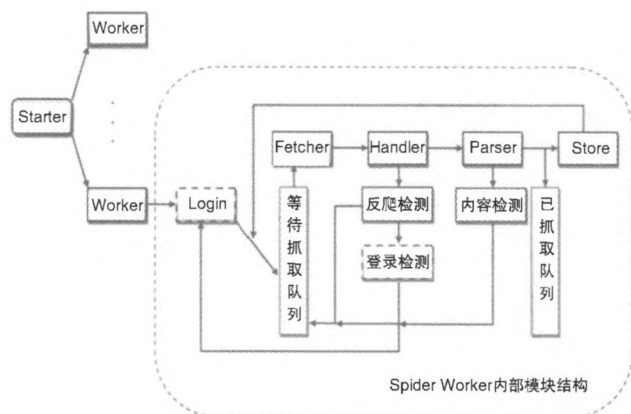 Worker
Starter
Worker
Login
Fetcher
Handler
Parser
Store
等待抓取队列
反爬检测
内容检测
已抓取队列
登录检测
Spider Worker内部模块结构